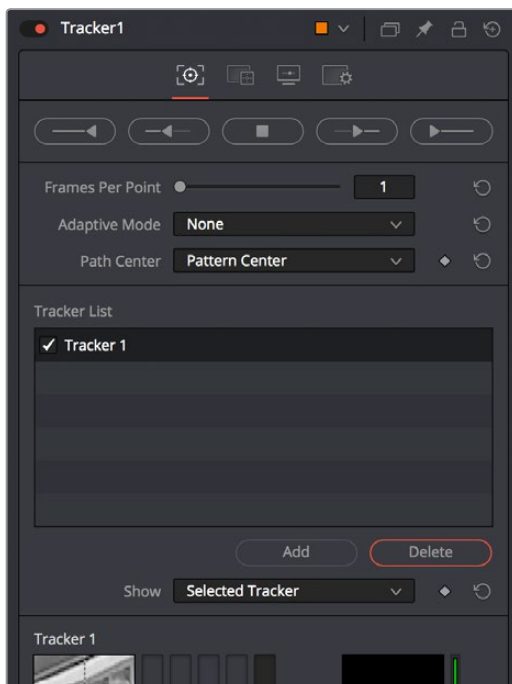 Tracker1
Frames Per Point 1
Adaptive Mode None
Path Center Pattern Center
Tracker List
Tracker 1
Add Delete
Show Selected Tracker
Tracker 1